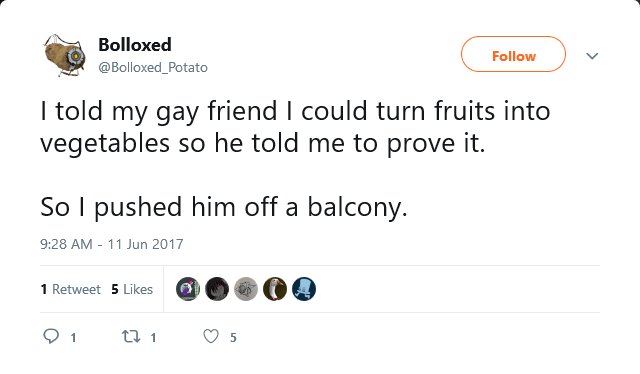 Bolloxed
@Bolloxed_Potato
Follow
I told my gay friend I could turn fruits into
vegetables so he told me to prove it.
So I pushed him off a balcony.
9:28 AM - 11 Jun 2017
1 Retweet 5 Likes
1 1 5